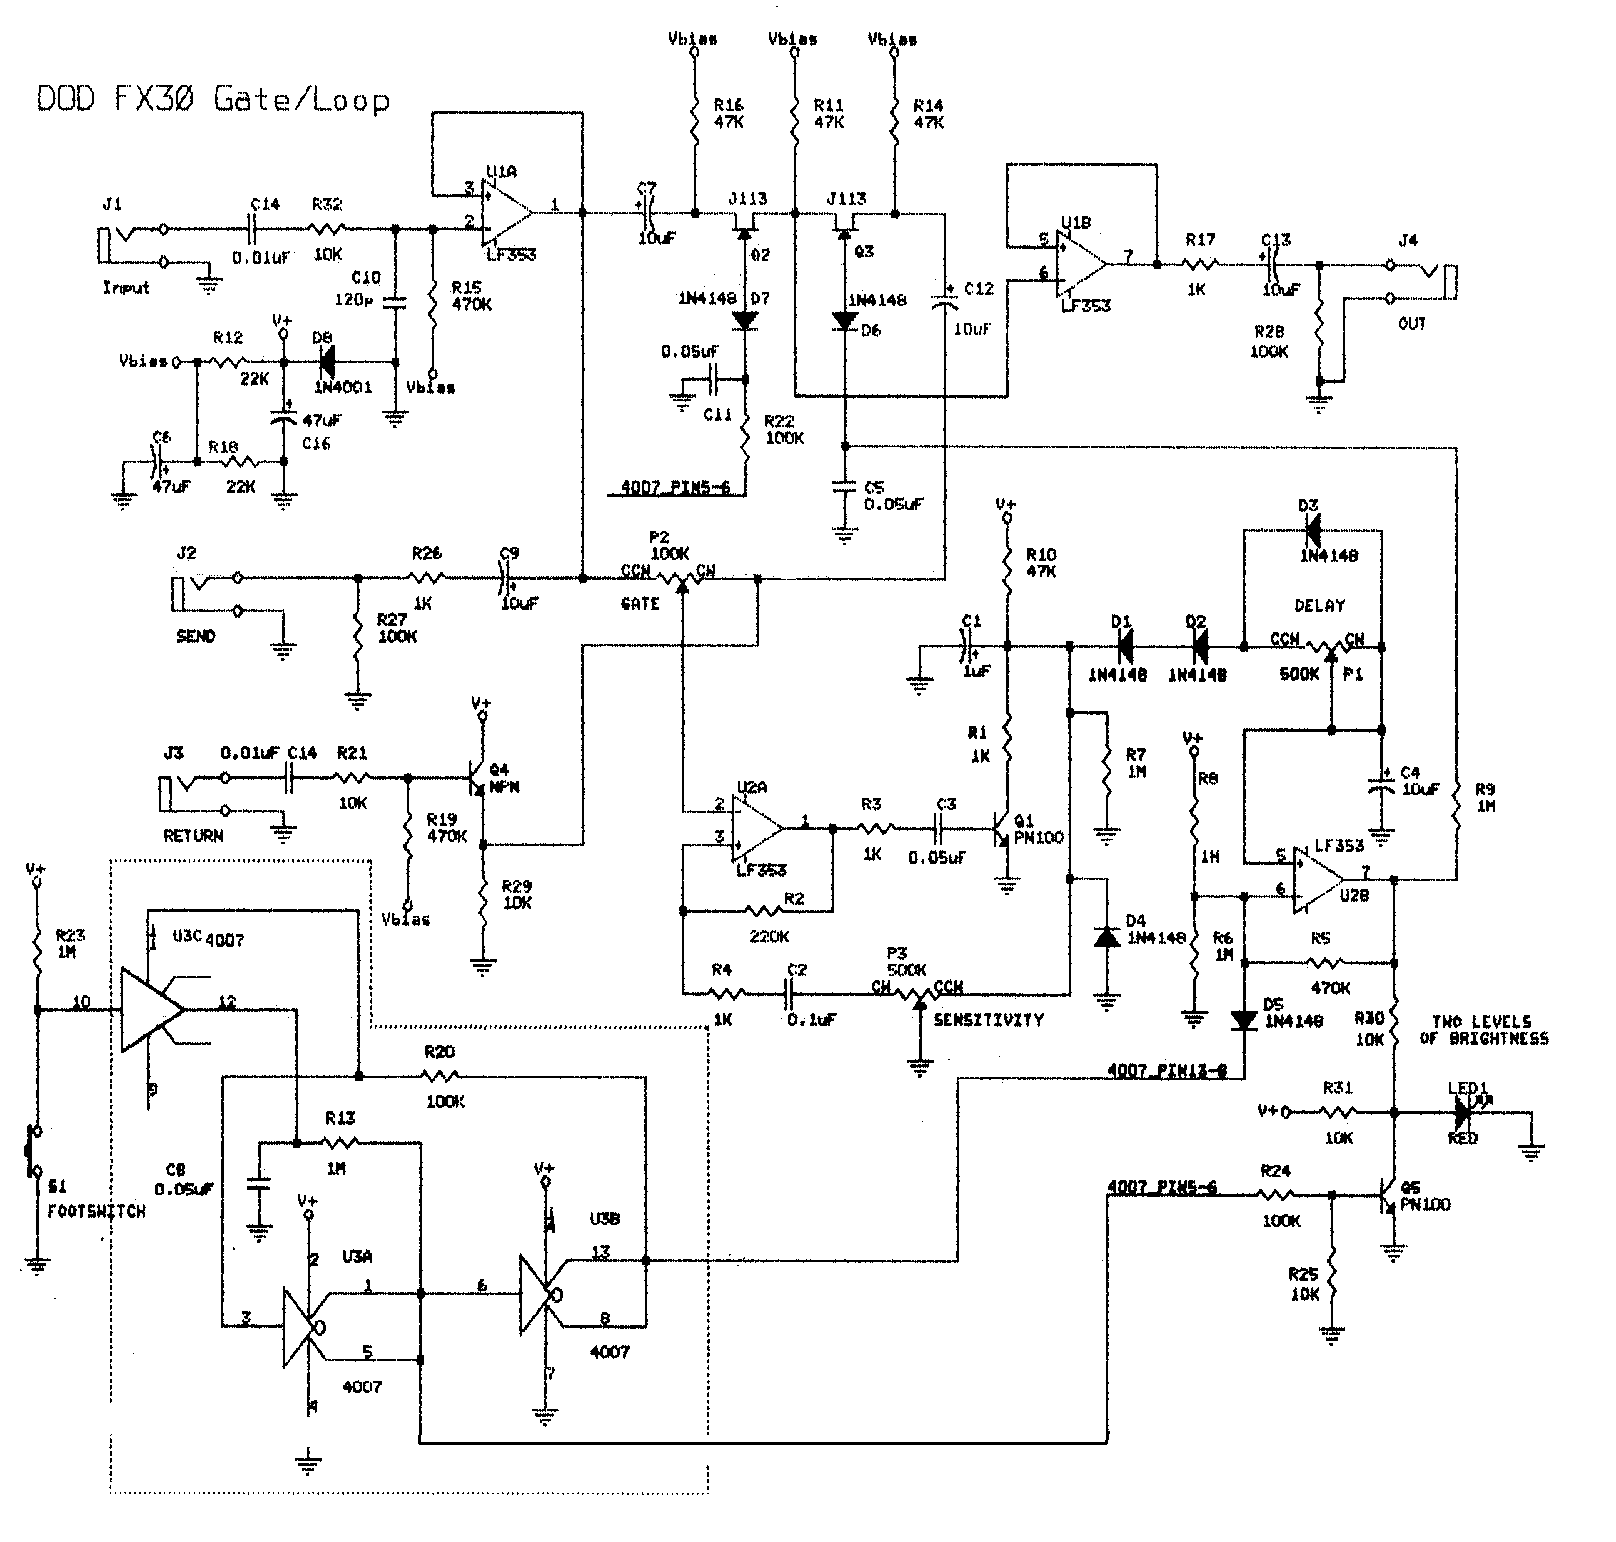 DOD FX30 Gate/Loop
Vbias Vbias Vbias
R16
47K
R11
47K
R14
47K
J1
C14
R32
0.01uF
10K
Input
3
U1A
2
1
LF353
C7
+
10uF
J113
J113
Q2
Q3
C10
120p
R15
470K
Vbias
1N4148 D7
1N4148
D6
+
C12
10uF
5
U1B
6
7
LF353
R17
1K
C13
+
10uF
J4
R28
100K
OUT
V+
Vbias
R12
22K
D8
1N4001
+
47uF
C16
C6
+
47uF
R18
22K
0.05uF
C11
R22
100K
4007_PIN5-6
C5
0.05uF
J2
SEND
R26
1K
C9
+
10uF
R27
100K
P2
100K
CCW CW
GATE
V+
R10
47K
C1
+
1uF
D1
1N4148
D2
1N4148
D3
1N4148
DELAY
CCW CW
500K P1
R1
1K
R7
1M
V+
R8
1M
+
C4
10uF
R9
1M
J3
0.01uF C14
R21
10K
RETURN
V+
Q4
NPN
R19
470K
Vbias
R29
10K
2
U2A
3
1
LF353
R3
1K
C3
0.05uF
Q1
PN100
R2
220K
R4
1K
C2
0.1uF
P3
500K
CW CCW
SENSITIVITY
D4
1N4148
R6
1M
5
LF353
6
7
U2B
R5
470K
D5
1N4148
R30
10K
TWO LEVELS
OF BRIGHTNESS
4007_PIN13-8
V+
R31
10K
LED1
RED
4007_PIN5-6
R24
100K
Q5
PN100
R25
10K
V+
R23
1M
U3C 4007
10
12
9
R20
100K
R13
1M
C8
0.05uF
S1
FOOTSWITCH
V+
2
U3A
1
3
5
4007
4
V+
U3B
13
6
8
4007
7